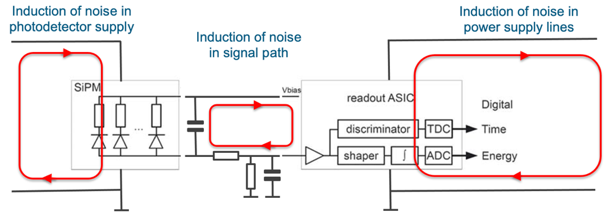 Induction of noise in
photodetector supply
Induction of noise
in signal path
Induction of noise in
power supply lines
SiPM
...
Vbias
readout ASIC
Digital
discriminator
TDC
Time
shaper
∫
ADC
Energy